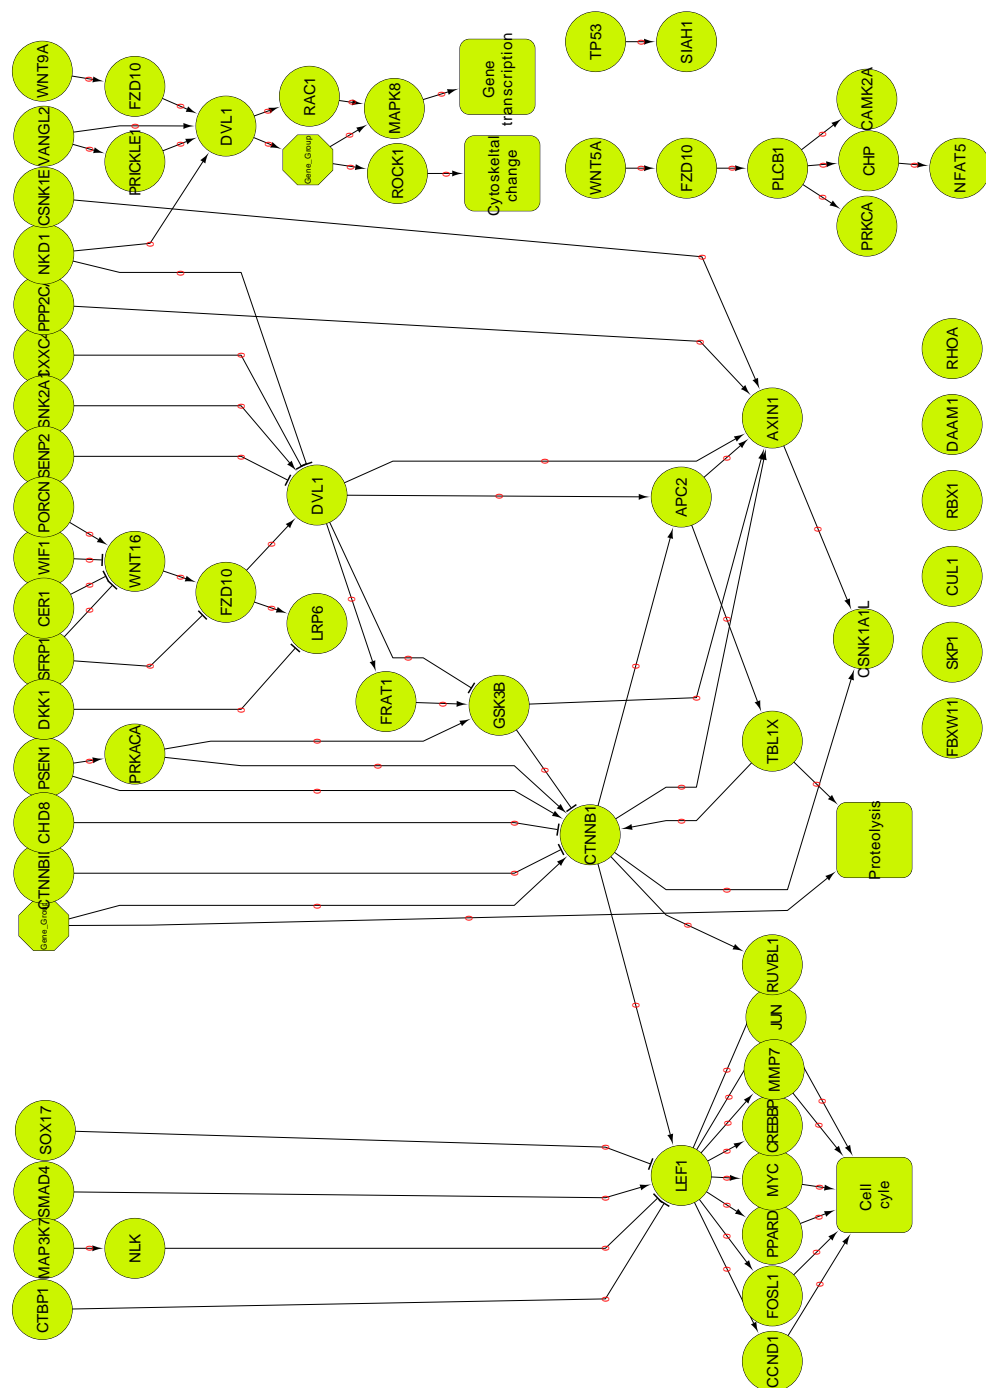 CTBP1
MAP3K7
SMAD4
SOX17
CTNNBI
CHD8
PSEN1
DKK1
SFRP1
CER1
WIF1
PORCN
SENP2
NKD1
CSNK1E
VANGL2
WNT9A
NLK
PRKACA
WNT16
PRICKLE1
FZD10
FZD10
DVL1
LRP6
DVL1
Gene_Group
RAC1
FRAT1
ROCK1
MAPK8
GSK3B
Cytoskeltal
change
Gene
transcription
CTNNB1
WNT5A
TP53
LEF1
APC2
FZD10
SIAH1
CCND1
FOSL1
PPARD
MYC
CREBBP
MMP7
JUN
RUVBL1
TBL1X
AXIN1
PLCB1
Cell
cyle
Proteolysis
CSNK1A1L
PRKCA
CHP
CAMK2A
FBXW11
SKP1
CUL1
RBX1
DAAM1
RHOA
NFAT5